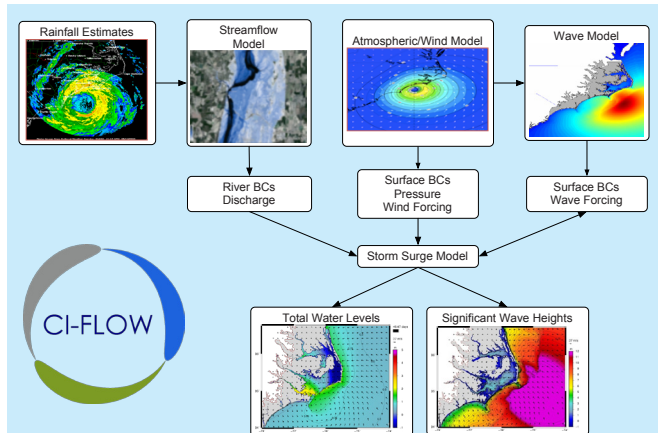 Rainfall Estimates
Streamflow
Model
Atmospheric/Wind Model
Wave Model
River BCs
Discharge
Surface BCs
Pressure
Wind Forcing
Surface BCs
Wave Forcing
Storm Surge Model
CI-FLOW
Total Water Levels
Significant Wave Heights